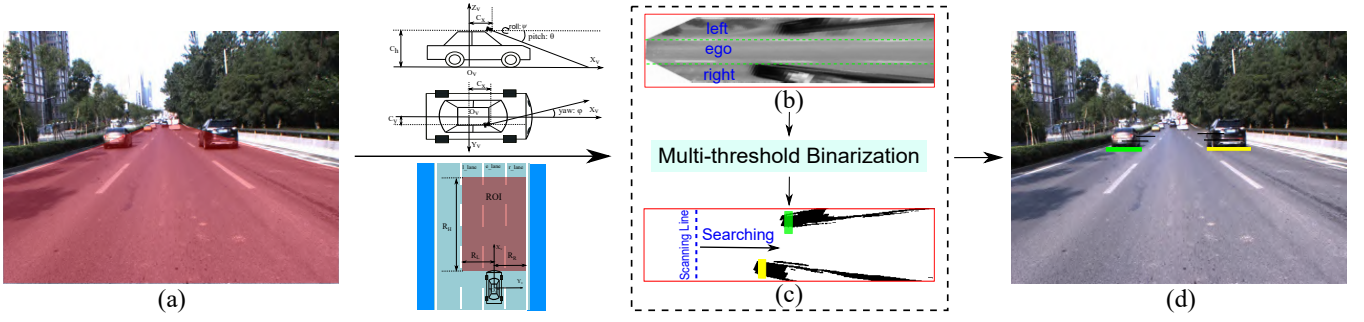 (a)
Z_V
C_X
roll: ψ
pitch: θ
C_h
X_V
O_V
C_X
O_V
X_V
yaw: φ
C_y
Y_V
l_lane e_lane r_lane
ROI
R_H
R_L R_R
left
ego
right
(b)
Multi-threshold Binarization
Scanning Line
Searching
(c)
(d)